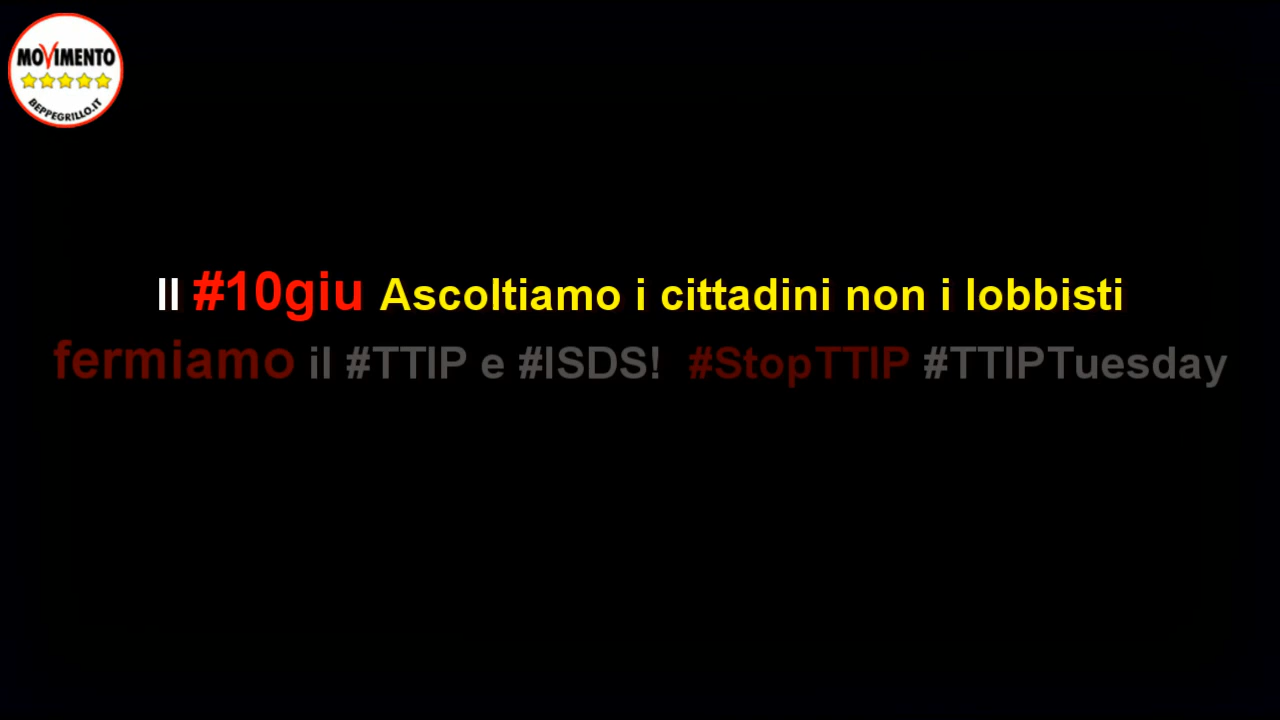 MOVIMENTO
BEPPEGRILLO.IT
Il #10giu Ascoltiamo i cittadini non i lobbisti
fermiamo il #TTIP e #ISDS! #StopTTIP #TTIPTuesday